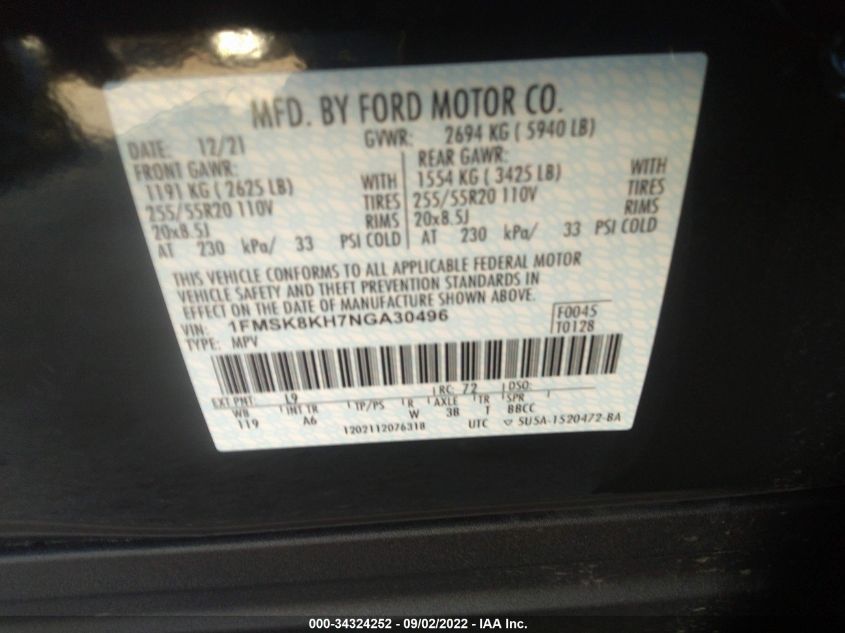 MFD. BY FORD MOTOR CO.
DATE: 12/21 GVWR: 2694 KG ( 5940 LB)
FRONT GAWR: REAR GAWR:
1191 KG ( 2625 LB) WITH 1554 KG ( 3425 LB) WITH
255/55R20 110V TIRES 255/55R20 110V TIRES
20x8.5J RIMS 20x8.5J RIMS
AT 230 kPa/ 33 PSI COLD AT 230 kPa/ 33 PSI COLD
THIS VEHICLE CONFORMS TO ALL APPLICABLE FEDERAL MOTOR
VEHICLE SAFETY AND THEFT PREVENTION STANDARDS IN
EFFECT ON THE DATE OF MANUFACTURE SHOWN ABOVE.
VIN: 1FMSK8KH7NGA30496 F0045
TYPE: MPV T0128
EXT PNT: L9 RC: 72 DSO:
WB INT TR TP/PS R AXLE TR SPR
119 A6 W 3B T BBCC
1202112076318 UTC ▽ SU5A-1520472-BA
000-34324252 - 09/02/2022 - IAA Inc.